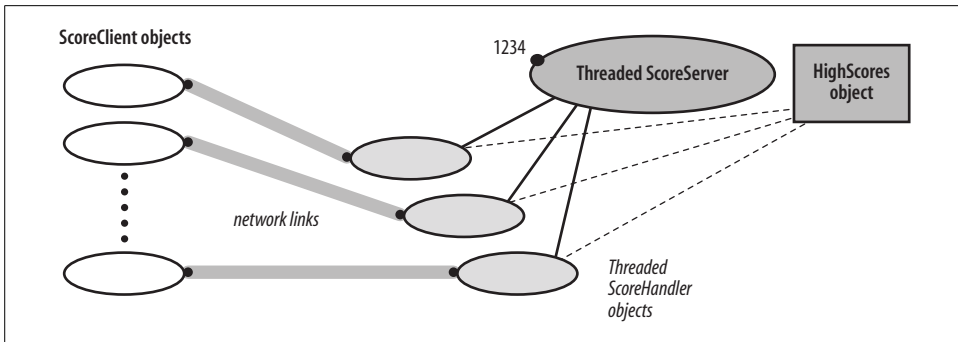 ScoreClient objects
1234
Threaded ScoreServer
HighScores
object
network links
Threaded
ScoreHandler
objects